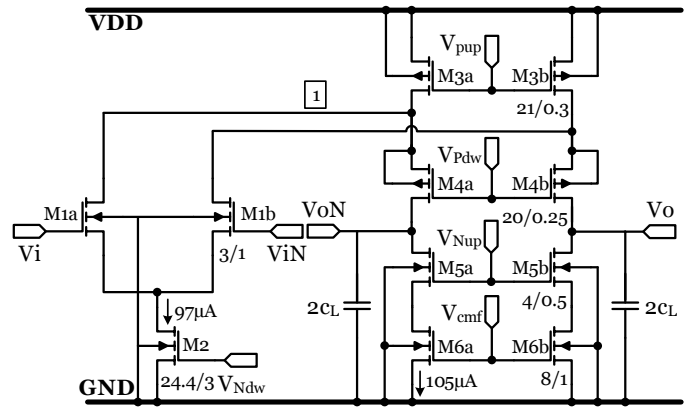 VDD
Vpup
M3a
M3b
1
21/0.3
VPdw
M4a
M4b
M1a
M1b
VoN
Vo
20/0.25
Vi
3/1
ViN
VNup
M5a
M5b
97µA
2cL
4/0.5
2cL
Vcmf
M2
M6a
M6b
24.4/3
VNdw
8/1
GND
105µA